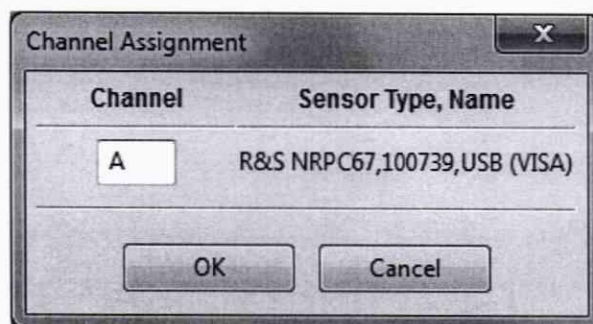 Channel Assignment
Channel Sensor Type, Name
A R&S NRPC67,100739,USB (VISA)
OK Cancel